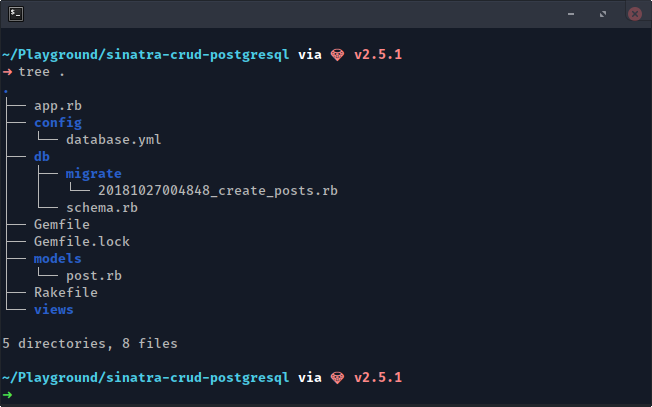 ~/Playground/sinatra-crud-postgresql via 💎 v2.5.1
➜ tree .
.
├── app.rb
├── config
│   └── database.yml
├── db
│   ├── migrate
│   │   └── 20181027004848_create_posts.rb
│   └── schema.rb
├── Gemfile
├── Gemfile.lock
├── models
│   └── post.rb
├── Rakefile
└── views
5 directories, 8 files
~/Playground/sinatra-crud-postgresql via 💎 v2.5.1
➜